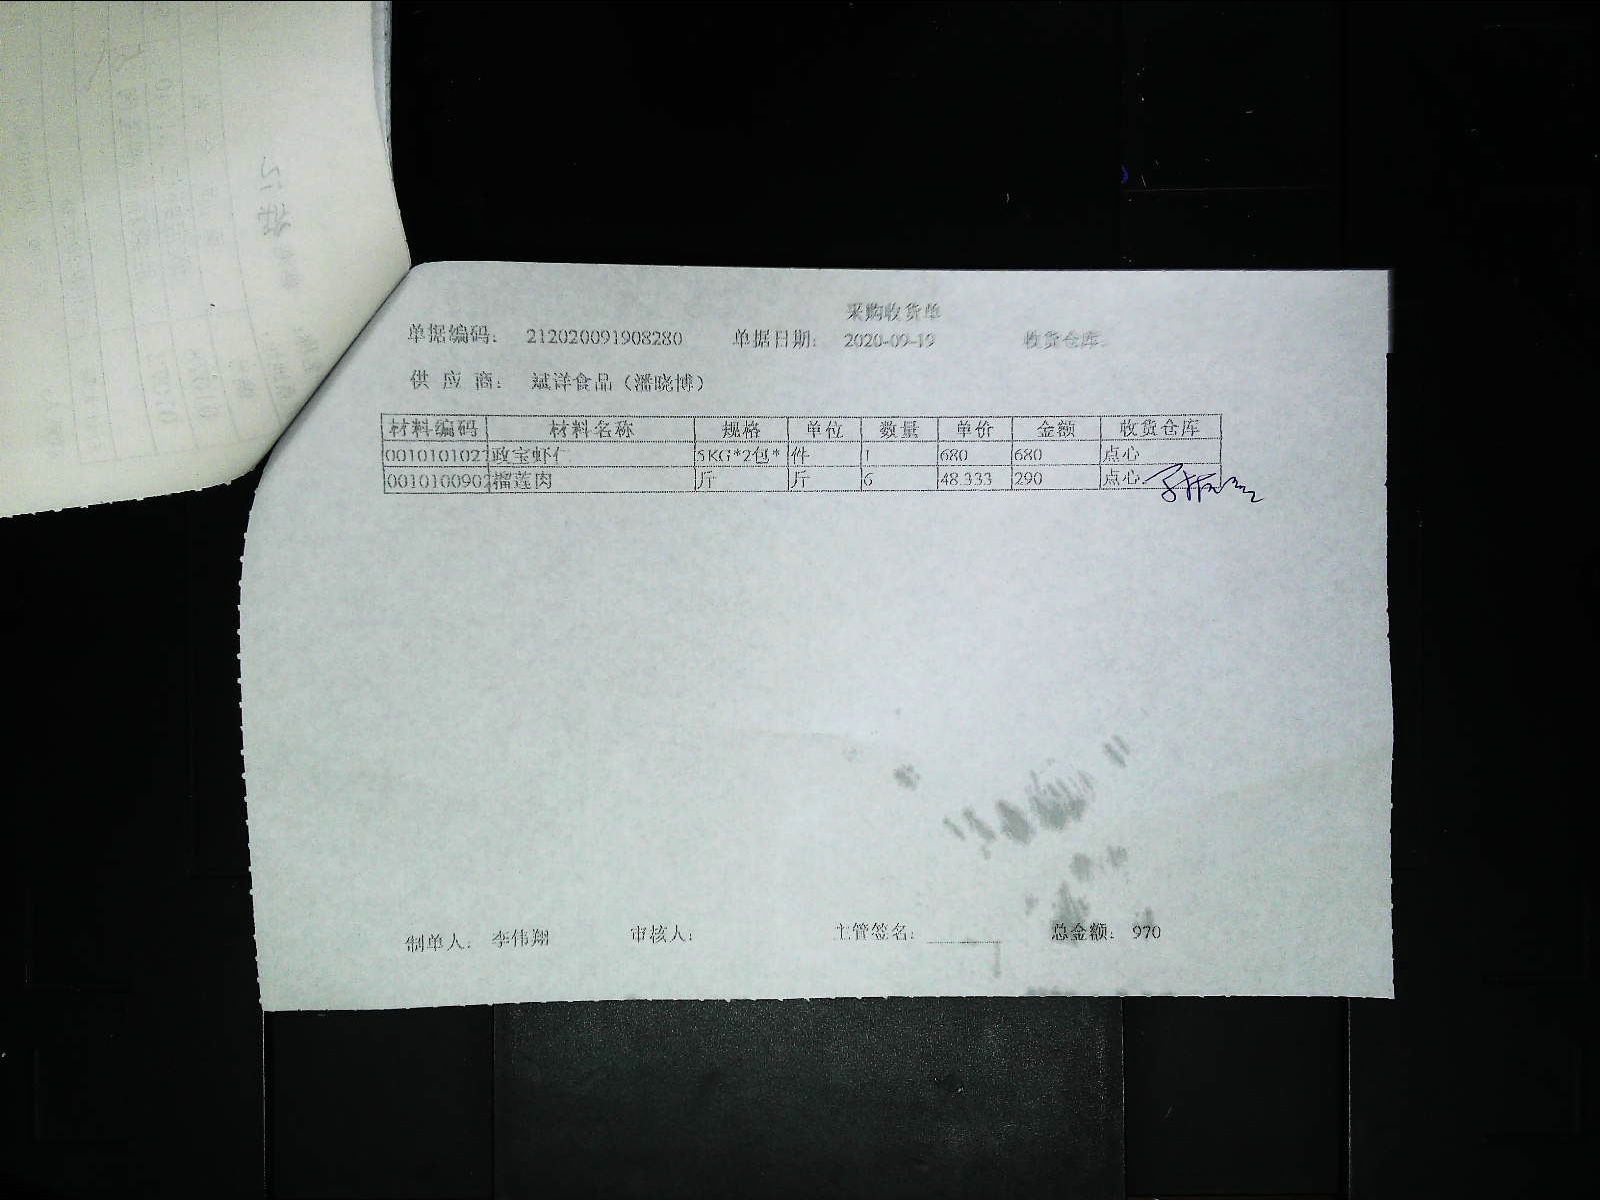 采购收货单
单据编码: 212020091908280 单据日期: 2020-09-19 收货仓库:
供 应 商: 斌洋食品(潘晓博)
材料编码 材料名称 规格 单位 数量 单价 金额 收货仓库
0010101021 政宝虾仁 5KG*2包* 件 1 680 680 点心
001010090 榴莲肉 斤 斤 6 48.333 290 点心
制单人: 李伟翔 审核人: 主管签名: 总金额: 970